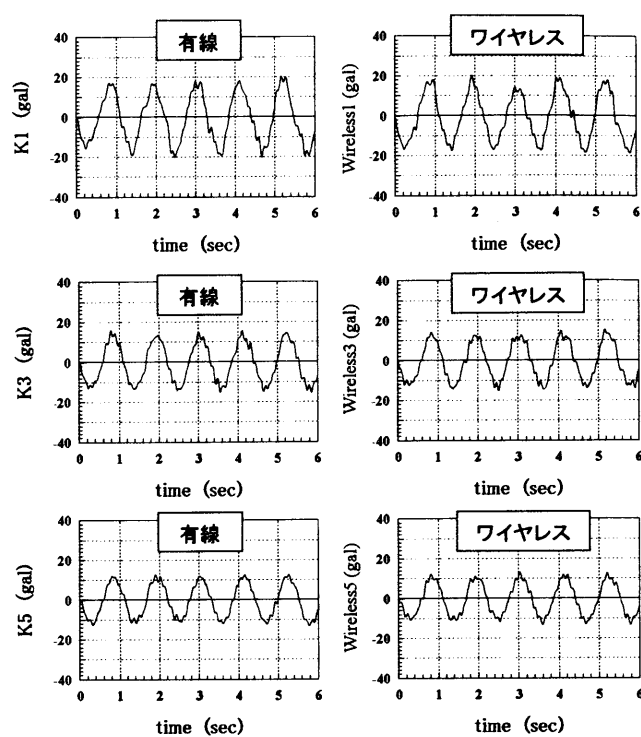 有線
K1 (gal)
40
20
0
-20
-40
0 1 2 3 4 5 6
time (sec)
ワイヤレス
Wireless1 (gal)
40
20
0
-20
-40
0 1 2 3 4 5 6
time (sec)
有線
K3 (gal)
40
20
0
-20
-40
0 1 2 3 4 5 6
time (sec)
ワイヤレス
Wireless3 (gal)
40
20
0
-20
-40
0 1 2 3 4 5 6
time (sec)
有線
K5 (gal)
40
20
0
-20
-40
0 1 2 3 4 5 6
time (sec)
ワイヤレス
Wireless5 (gal)
40
20
0
-20
-40
0 1 2 3 4 5 6
time (sec)